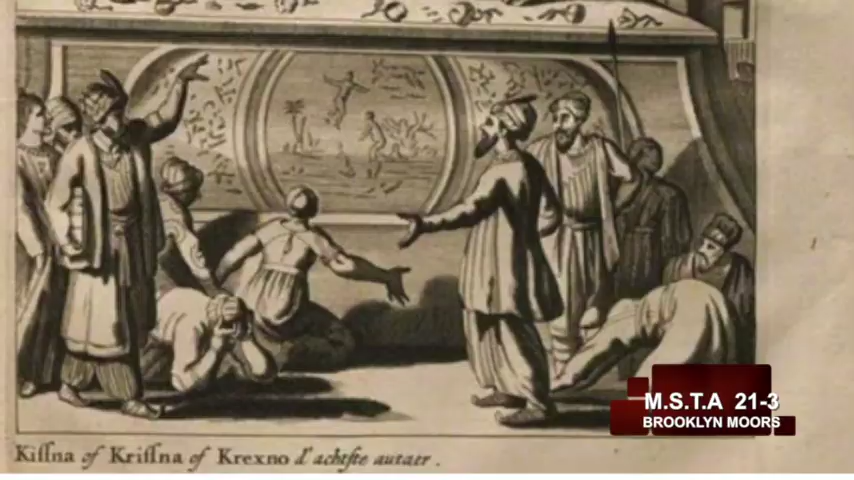 Kiſſna of Kriſſna of Krexno d'achtſte autaer.
M.S.T.A 21-3
BROOKLYN MOORS